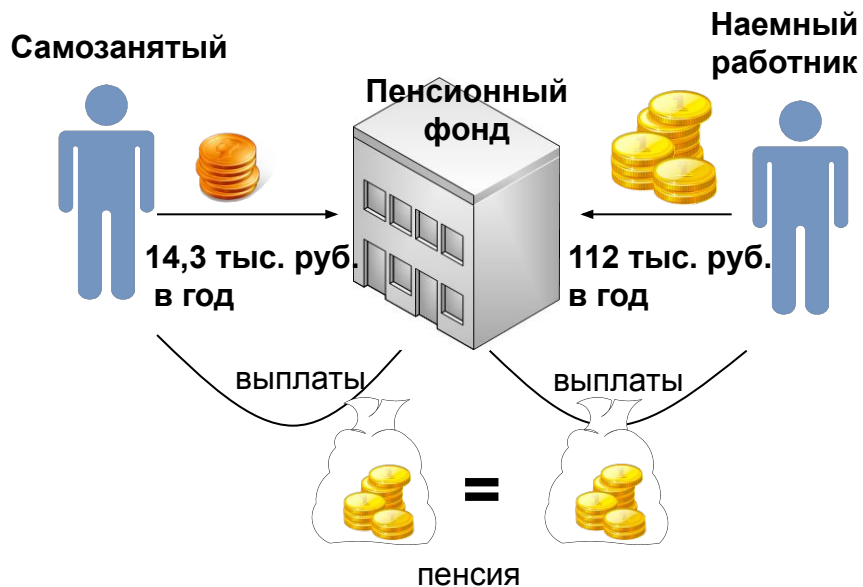 Самозанятый
Наемный
работник
Пенсионный
фонд
14,3 тыс. руб.
в год
112 тыс. руб.
в год
выплаты
выплаты
=
пенсия